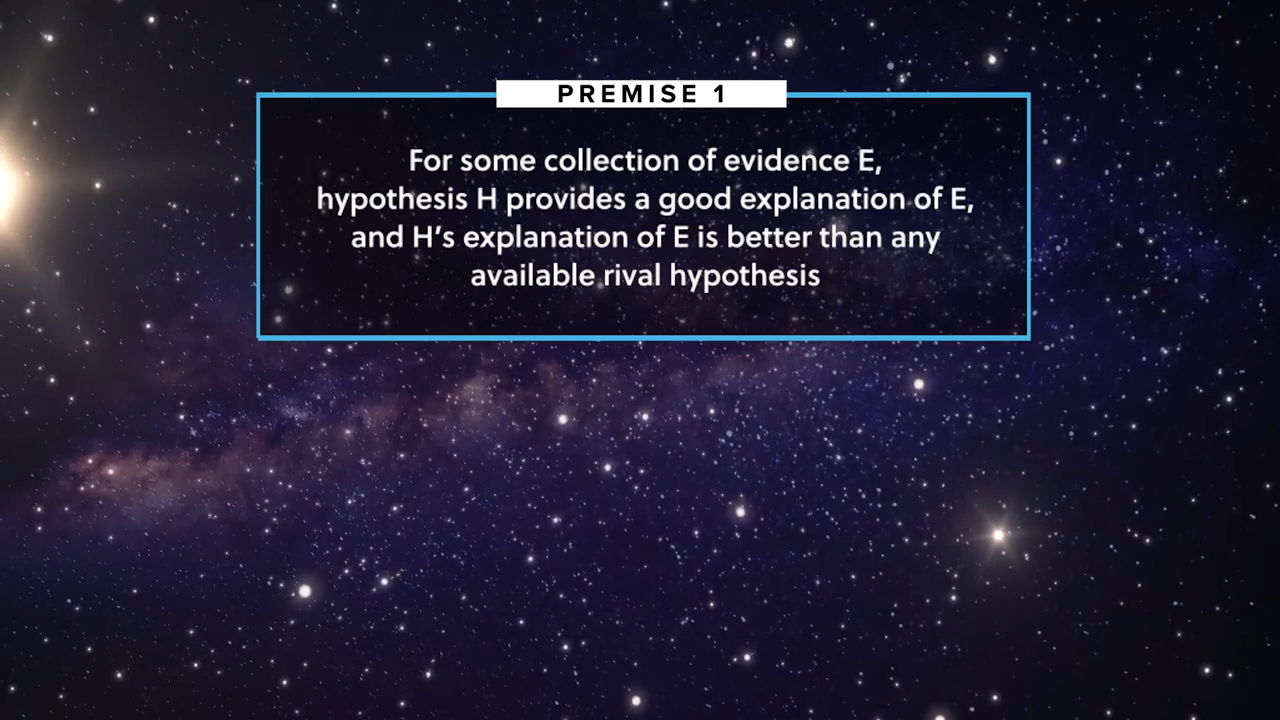 PREMISE 1
For some collection of evidence E,
hypothesis H provides a good explanation of E,
and H’s explanation of E is better than any
available rival hypothesis